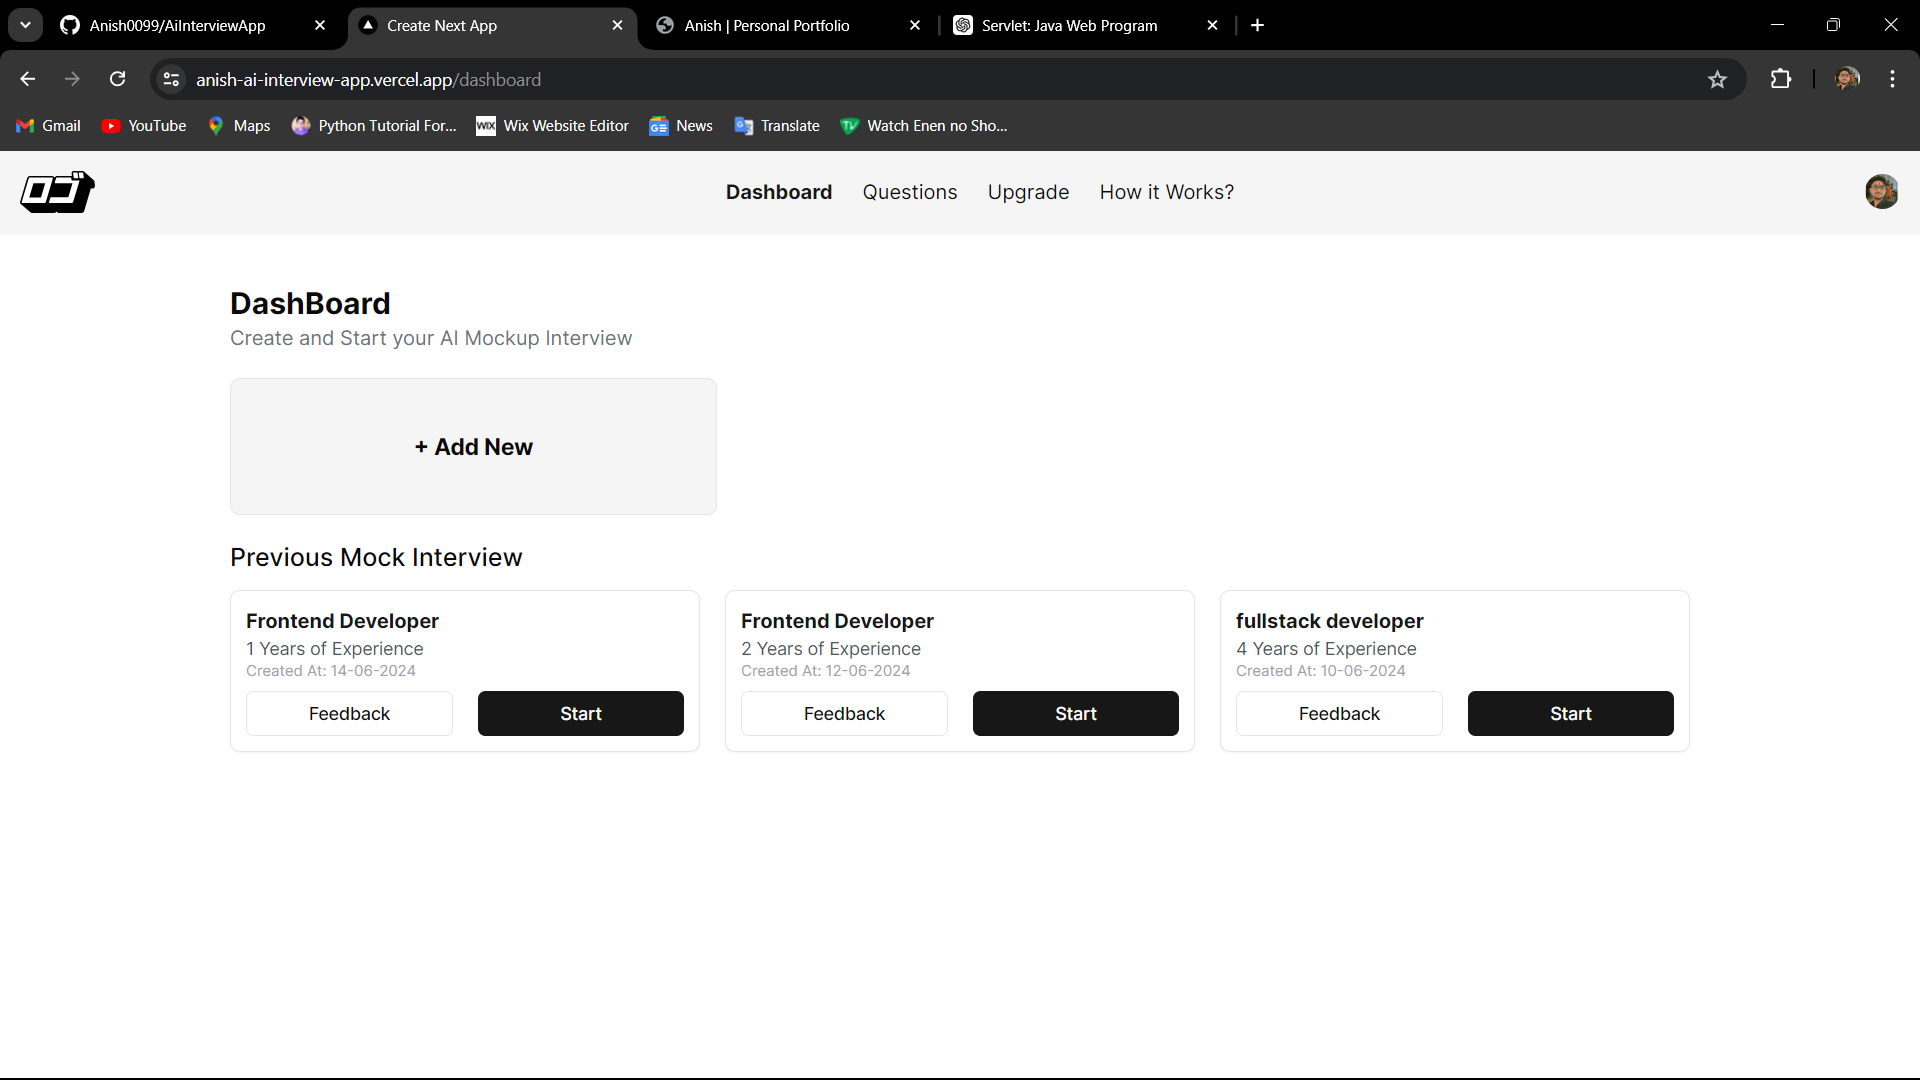 Anish0099/AiInterviewApp
Create Next App
Anish | Personal Portfolio
Servlet: Java Web Program
anish-ai-interview-app.vercel.app/dashboard
Gmail
YouTube
Maps
Python Tutorial For...
WIX Wix Website Editor
News
Translate
Watch Enen no Sho...
Dashboard
Questions
Upgrade
How it Works?
DashBoard
Create and Start your AI Mockup Interview
+ Add New
Previous Mock Interview
Frontend Developer
1 Years of Experience
Created At: 14-06-2024
Feedback
Start
Frontend Developer
2 Years of Experience
Created At: 12-06-2024
Feedback
Start
fullstack developer
4 Years of Experience
Created At: 10-06-2024
Feedback
Start